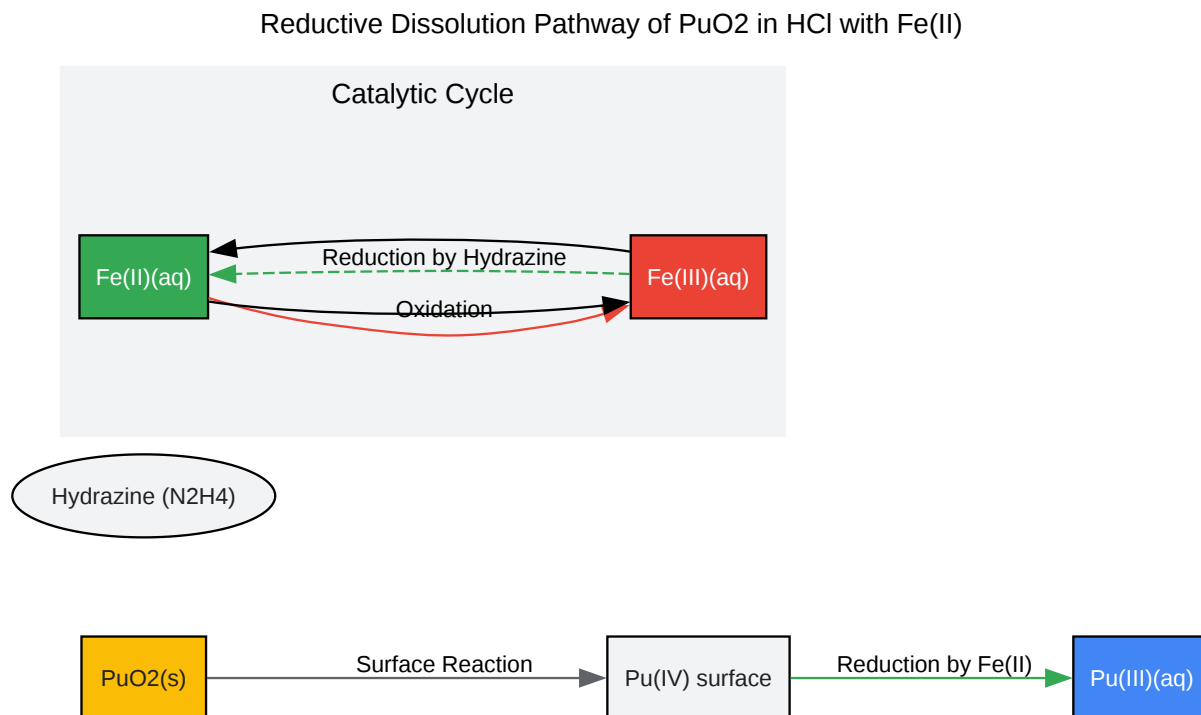 Reductive Dissolution Pathway of PuO2 in HCl with Fe(II)
Catalytic Cycle
Reduction by Hydrazine
Fe(II)(aq)
Fe(III)(aq)
Oxidation
Hydrazine (N2H4)
Surface Reaction
Reduction by Fe(II)
PuO2(s)
Pu(IV) surface
Pu(III)(aq)